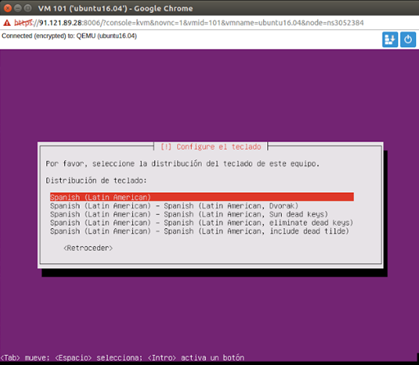 VM 101 ('ubuntu16.04') - Google Chrome
https://91.121.89.28:8006/?console=kvm&novnc=1&vmid=101&vmname=ubuntu16.04&node=ns3052384
Connected (encrypted) to: QEMU (ubuntu16.04)
[!] Configure el teclado
Por favor, seleccione la distribución del teclado de este equipo.
Distribución de teclado:
Spanish (Latin American)
Spanish (Latin American) - Spanish (Latin American, Dvorak)
Spanish (Latin American) - Spanish (Latin American, Sun dead keys)
Spanish (Latin American) - Spanish (Latin American, eliminate dead keys)
Spanish (Latin American) - Spanish (Latin American, include dead tilde)
<Retroceder>
<Tab> mueve; <Espacio> selecciona; <Intro> activa un botón